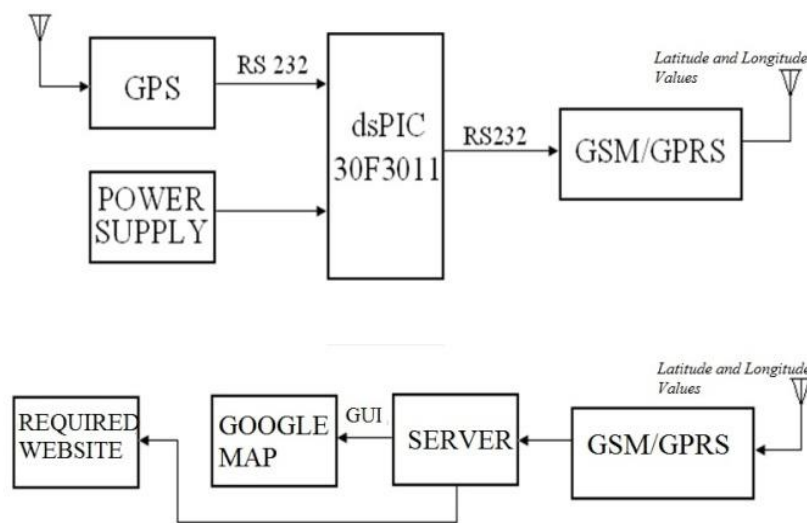 Latitude and Longitude
Values
GPS
RS 232
dsPIC
30F3011
RS232
GSM/GPRS
POWER
SUPPLY
Latitude and Longitude
Values
REQUIRED
WEBSITE
GOOGLE
MAP
GUI
SERVER
GSM/GPRS